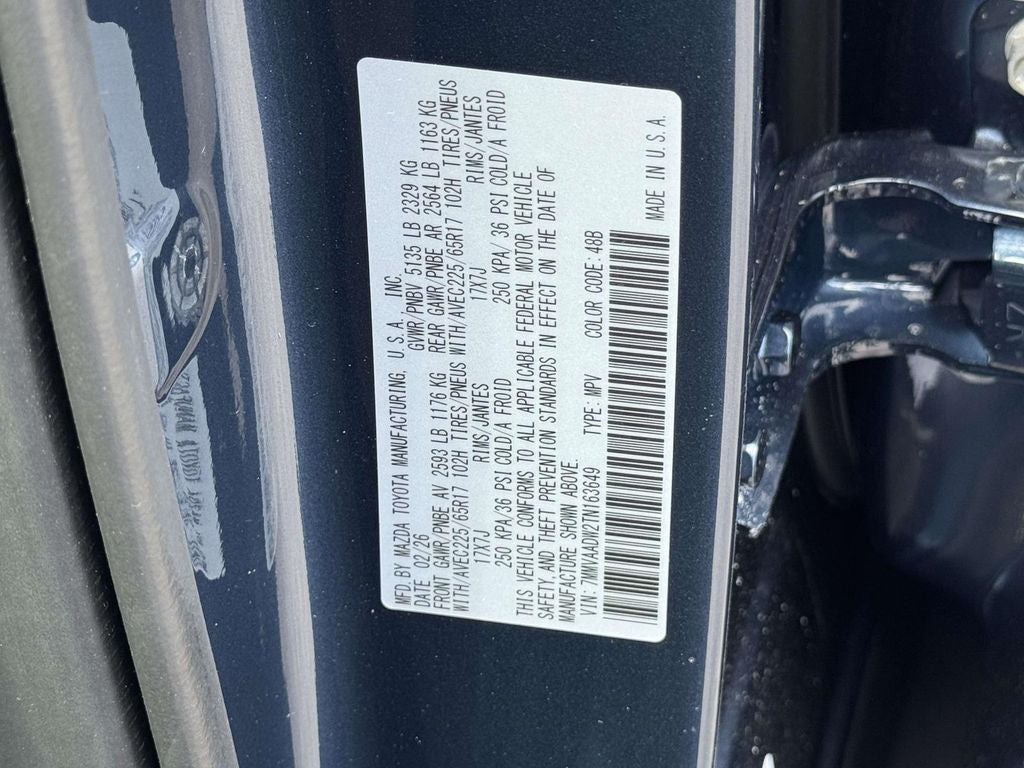 MFD.BY MAZDA TOYOTA MANUFACTURING, U.S.A., INC.
DATE 02/26 GVWR/PNBV 5135 LB 2329 KG
FRONT GAWR/PNBE AV 2593 LB 1176 KG REAR GAWR/PNBE AR 2564 LB 1163 KG
WITH/AVEC225/65R17 102H TIRES/PNEUS WITH/AVEC225/65R17 102H TIRES/PNEUS
17X7J RIMS/JANTES 17X7J RIMS/JANTES
250 KPA/36 PSI COLD/A FROID 250 KPA/ 36 PSI COLD/A FROID
THIS VEHICLE CONFORMS TO ALL APPLICABLE FEDERAL MOTOR VEHICLE
SAFETY,AND THEFT PREVENTION STANDARDS IN EFFECT ON THE DATE OF
MANUFACTURE SHOWN ABOVE.
VIN: 7MMVAADW2TN163649 TYPE: MPV COLOR CODE: 48B
MADE IN U.S.A.